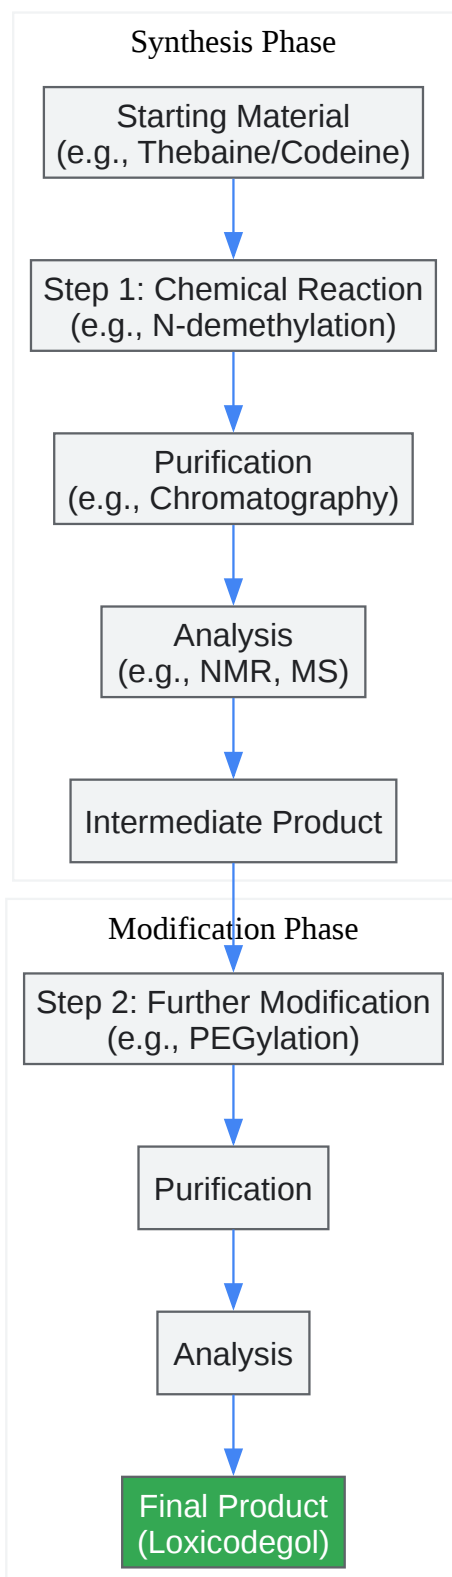 Synthesis Phase
Starting Material
(e.g., Thebaine/Codeine)
Step 1: Chemical Reaction
(e.g., N-demethylation)
Purification
(e.g., Chromatography)
Analysis
(e.g., NMR, MS)
Intermediate Product
Modification Phase
Step 2: Further Modification
(e.g., PEGylation)
Purification
Analysis
Final Product
(Loxicodegol)